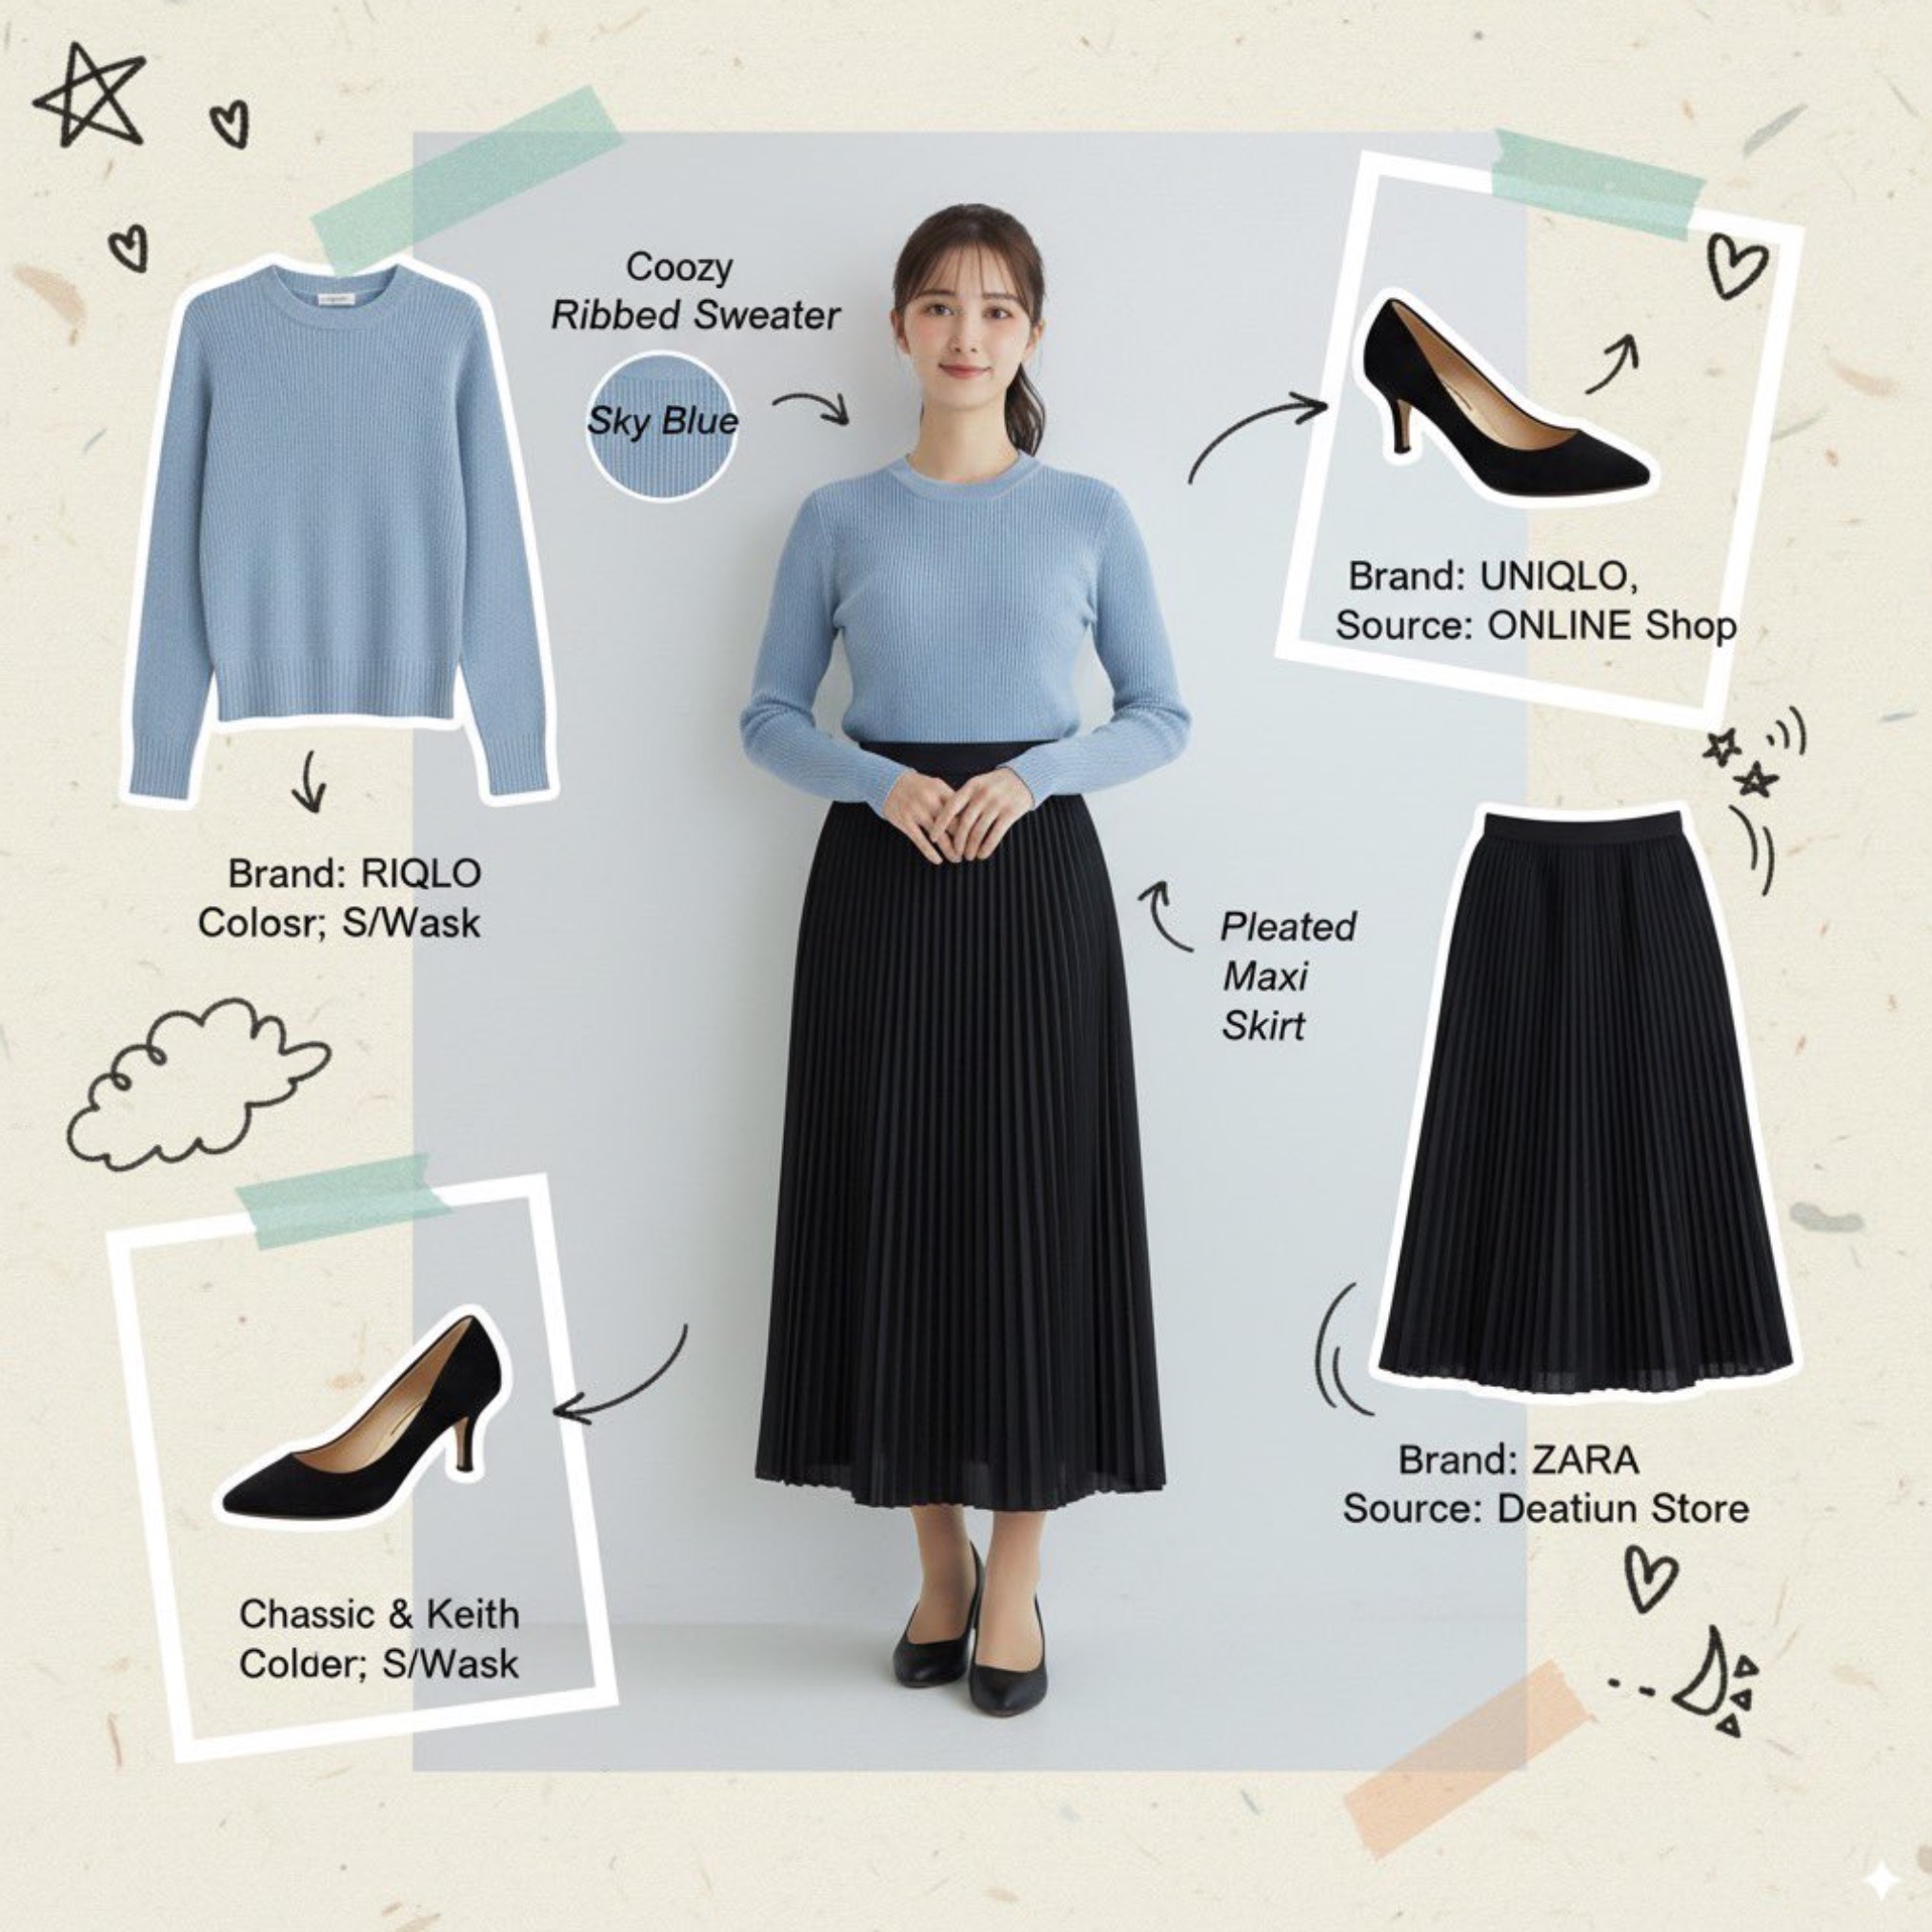 Coozy
Ribbed Sweater
Sky Blue
Brand: UNIQLO,
Source: ONLINE Shop
Brand: RIQLO
Colosr; S/Wask
Pleated
Maxi
Skirt
Brand: ZARA
Source: Deatiun Store
Chassic & Keith
Colder; S/Wask